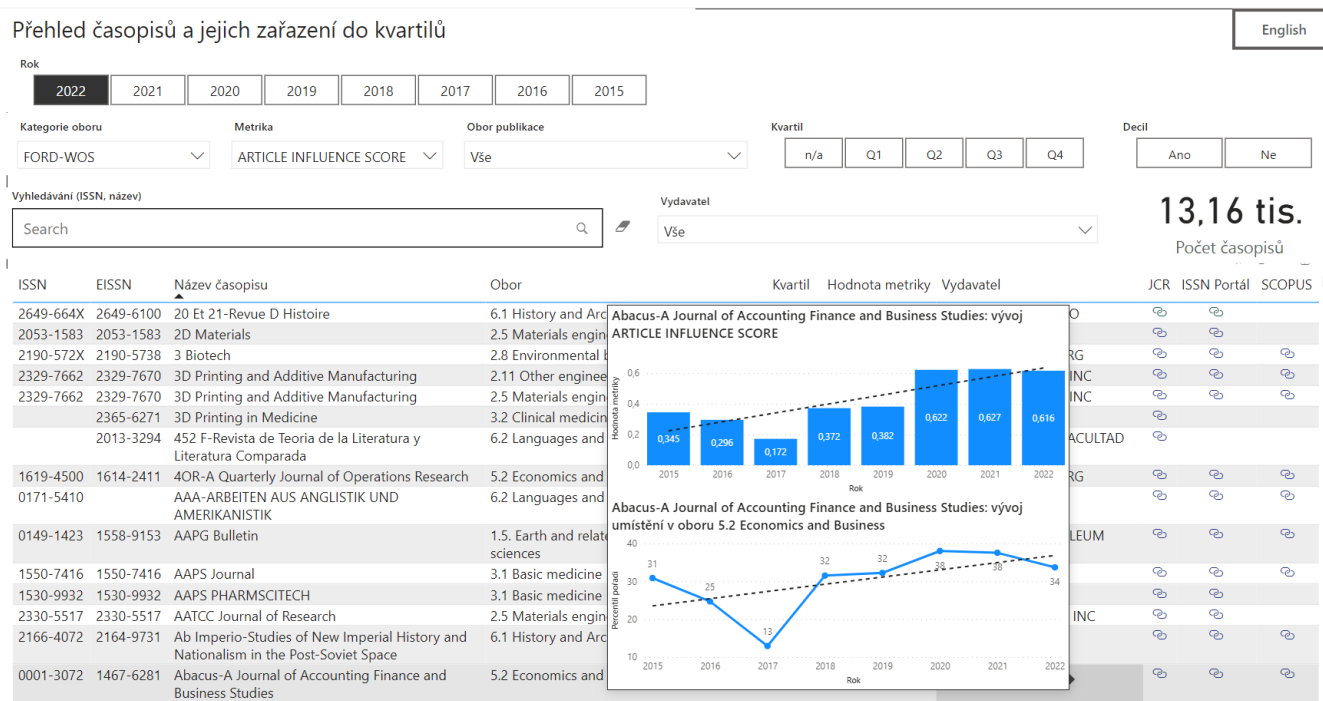 Přehled časopisů a jejich zařazení do kvartilů
English
Rok
2022 2021 2020 2019 2018 2017 2016 2015
Kategorie oboru Metrika Obor publikace Kvartil Decil
FORD-WOS ARTICLE INFLUENCE SCORE Vše n/a Q1 Q2 Q3 Q4 Ano Ne
Vyhledávání (ISSN, název) Vydavatel
Search Vše
13,16 tis.
Počet časopisů
ISSN EISSN Název časopisu Obor Kvartil Hodnota metriky Vydavatel JCR ISSN Portál SCOPUS
2649-664X 2649-6100 20 Et 21-Revue D Histoire 6.1 History and Arc O
2053-1583 2053-1583 2D Materials 2.5 Materials engin
2190-572X 2190-5738 3 Biotech 2.8 Environmental b RG
2329-7662 2329-7670 3D Printing and Additive Manufacturing 2.11 Other enginee INC
2329-7662 2329-7670 3D Printing and Additive Manufacturing 2.5 Materials engin INC
2365-6271 3D Printing in Medicine 3.2 Clinical medicin
2013-3294 452 F-Revista de Teoria de la Literatura y 6.2 Languages and ACULTAD
Literatura Comparada
1619-4500 1614-2411 4OR-A Quarterly Journal of Operations Research 5.2 Economics and RG
0171-5410 AAA-ARBEITEN AUS ANGLISTIK UND 6.2 Languages and
AMERIKANISTIK
0149-1423 1558-9153 AAPG Bulletin 1.5. Earth and relate LEUM
sciences
1550-7416 1550-7416 AAPS Journal 3.1 Basic medicine
1530-9932 1530-9932 AAPS PHARMSCITECH 3.1 Basic medicine
2330-5517 2330-5517 AATCC Journal of Research 2.5 Materials engin INC
2166-4072 2164-9731 Ab Imperio-Studies of New Imperial History and 6.1 History and Arc
Nationalism in the Post-Soviet Space
0001-3072 1467-6281 Abacus-A Journal of Accounting Finance and 5.2 Economics and
Business Studies
Abacus-A Journal of Accounting Finance and Business Studies: vývoj
ARTICLE INFLUENCE SCORE
Hodnota metriky
0,6
0,4
0,2
0,0
0,345 0,296 0,172 0,372 0,382 0,622 0,627 0,616
2015 2016 2017 2018 2019 2020 2021 2022
Rok
Abacus-A Journal of Accounting Finance and Business Studies: vývoj
umístění v oboru 5.2 Economics and Business
Percentil pořadí
40
30
20
10
31 25 13 32 32 38 38 34
2015 2016 2017 2018 2019 2020 2021 2022
Rok